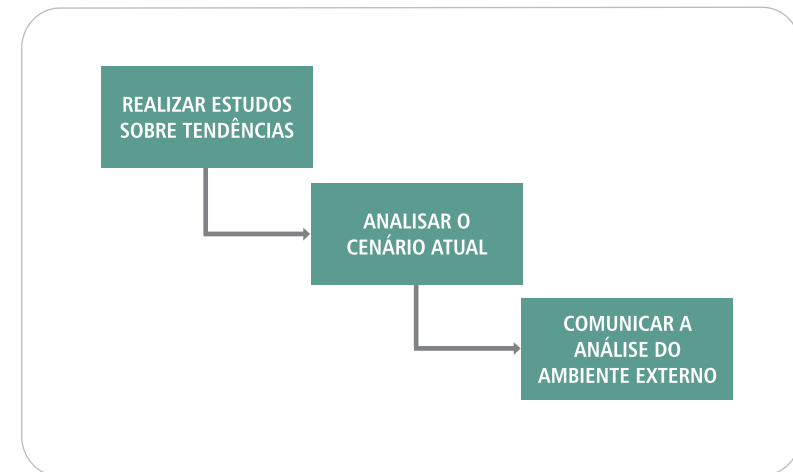 REALIZAR ESTUDOS
SOBRE TENDÊNCIAS
ANALISAR O
CENÁRIO ATUAL
COMUNICAR A
ANÁLISE DO
AMBIENTE EXTERNO